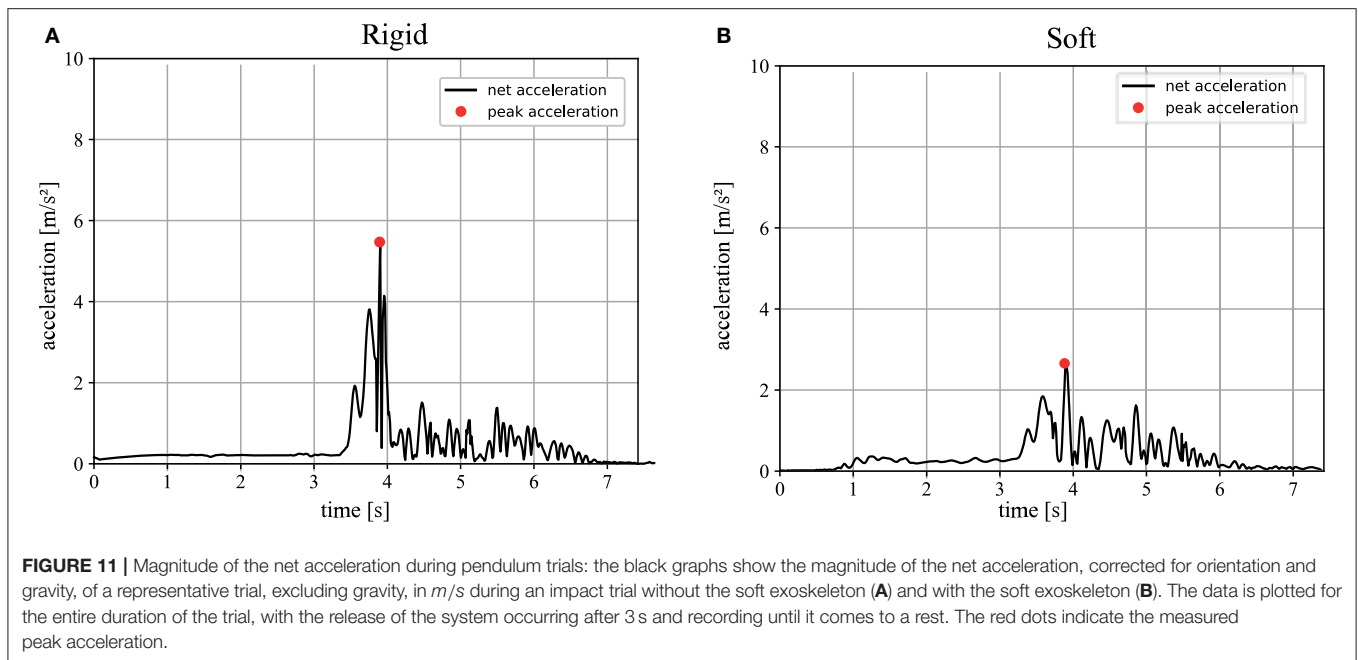 A
Rigid
10
8
6
4
2
0
acceleration [m/s²]
net acceleration
peak acceleration
0 1 2 3 4 5 6 7
time [s]
B
Soft
10
8
6
4
2
0
acceleration [m/s²]
net acceleration
peak acceleration
0 1 2 3 4 5 6 7
time [s]
FIGURE 11 | Magnitude of the net acceleration during pendulum trials: the black graphs show the magnitude of the net acceleration, corrected for orientation and
gravity, of a representative trial, excluding gravity, in m/s during an impact trial without the soft exoskeleton (A) and with the soft exoskeleton (B). The data is plotted for
the entire duration of the trial, with the release of the system occurring after 3 s and recording until it comes to a rest. The red dots indicate the measured
peak acceleration.